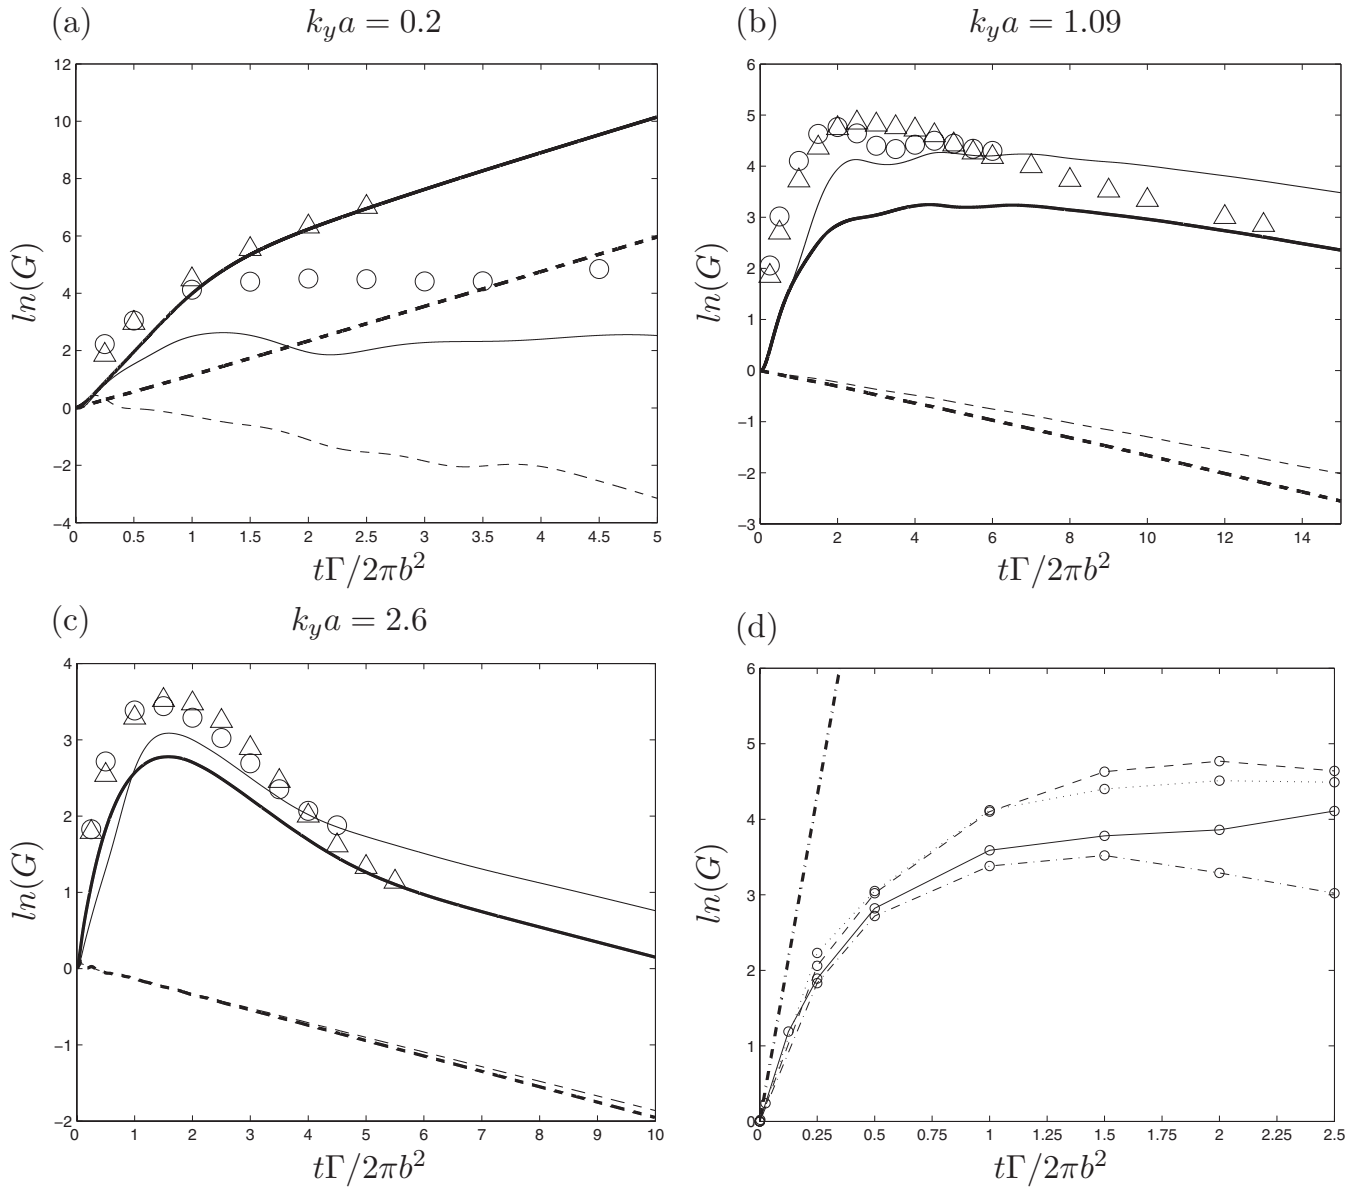 (a) k_y a = 0.2
12
10
8
6
4
2
0
−2
−4
ln(G)
0 0.5 1 1.5 2 2.5 3 3.5 4 4.5 5
tΓ/2πb²
(b) k_y a = 1.09
6
5
4
3
2
1
0
−1
−2
−3
ln(G)
0 2 4 6 8 10 12 14
tΓ/2πb²
(c) k_y a = 2.6
4
3
2
1
0
−1
−2
ln(G)
0 1 2 3 4 5 6 7 8 9 10
tΓ/2πb²
(d)
6
5
4
3
2
1
0
ln(G)
0 0.25 0.5 0.75 1 1.25 1.5 1.75 2 2.25 2.5
tΓ/2πb²